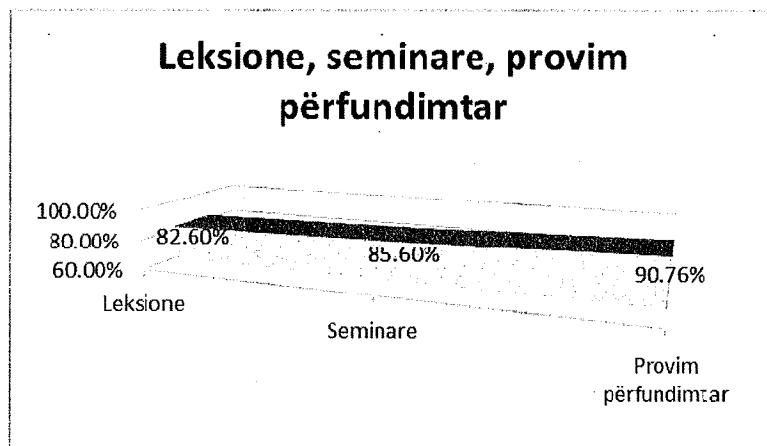 Leksione, seminare, provim
përfundimtar
100.00%
80.00%
60.00%
82.60%
85.60%
90.76%
Leksione
Seminare
Provim
përfundimtar